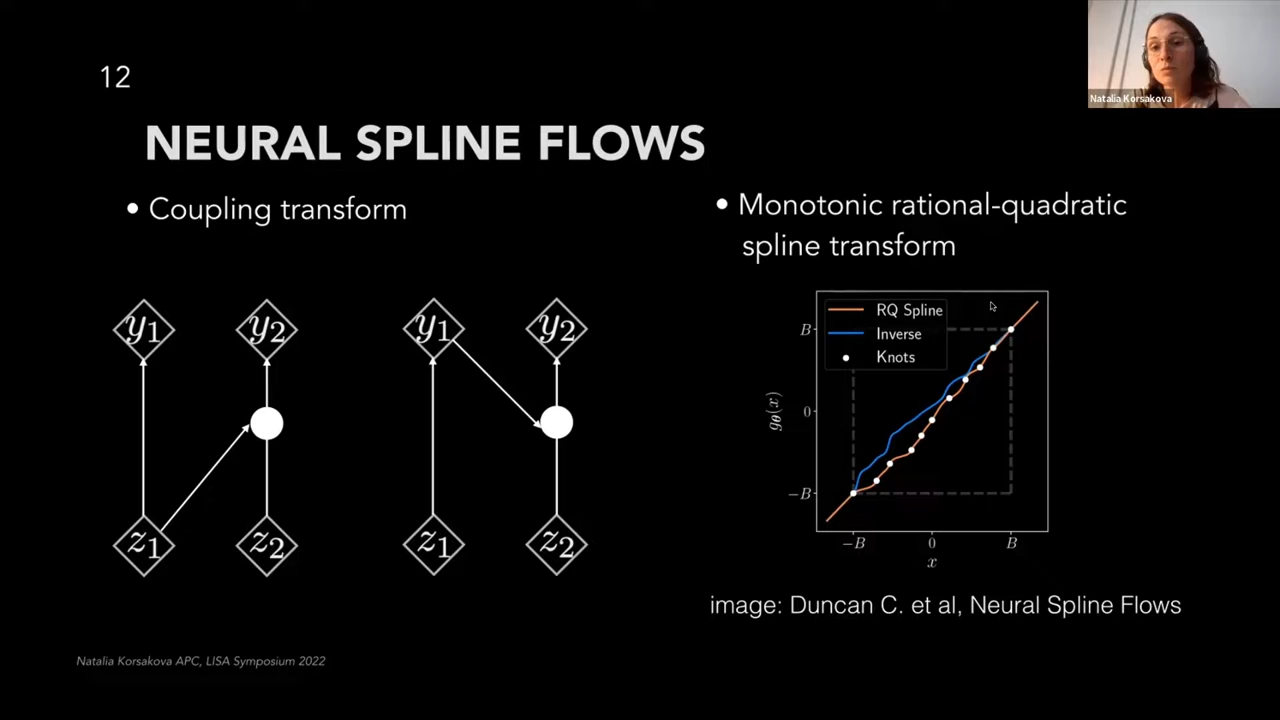 12
Natalia Korsakova
NEURAL SPLINE FLOWS
• Coupling transform
• Monotonic rational-quadratic
spline transform
y₁
y₂
z₁
z₂
y₁
y₂
z₁
z₂
RQ Spline
Inverse
Knots
B
0
−B
g_θ(x)
−B
0
B
x
image: Duncan C. et al, Neural Spline Flows
Natalia Korsakova APC, LISA Symposium 2022